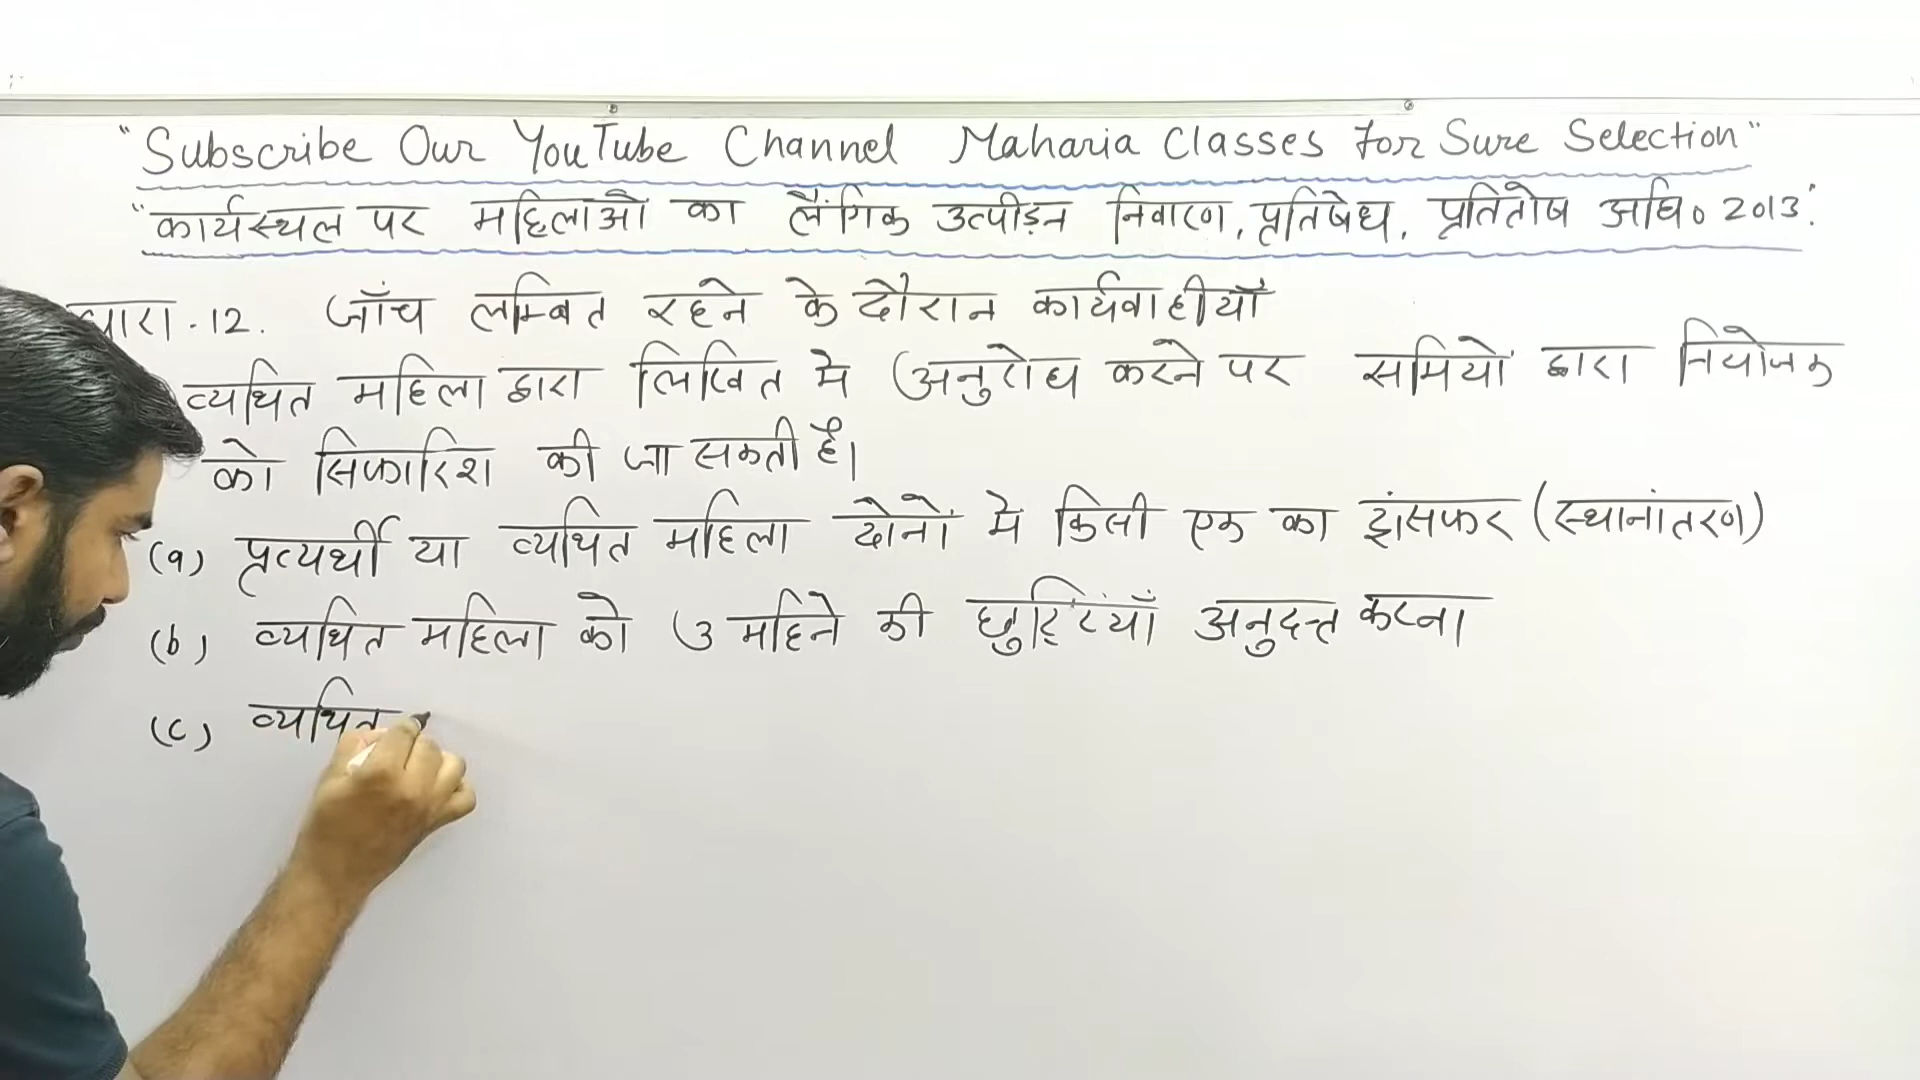 "Subscribe Our YouTube Channel Maharia Classes For Sure Selection"
"कार्यस्थल पर महिलाओं का लैंगिक उत्पीड़न निवारण, प्रतिषेध, प्रतितोष अधि० 2013"
धारा-12. जाँच लम्बित रहने के दौरान कार्यवाहीयाँ
व्यथित महिला द्वारा लिखित मे अनुरोध करने पर समियों द्वारा नियोजक
को सिफारिश की जा सकती है।
(a) प्रत्यर्थी या व्यथित महिला दोनों मे किसी एक का ट्रांसफर (स्थानांतरण)
(b) व्यथित महिला को 3 महिने की छुट्टियाँ अनुदत्त करना
(c) व्यथित